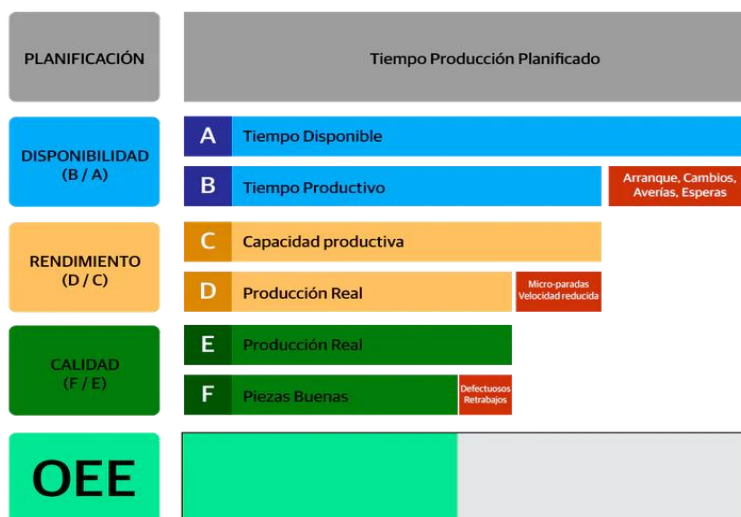 PLANIFICACIÓN
Tiempo Producción Planificado
DISPONIBILIDAD
(B / A)
A
Tiempo Disponible
B
Tiempo Productivo
Arranque, Cambios,
Averías, Esperas
RENDIMIENTO
(D / C)
C
Capacidad productiva
D
Producción Real
Micro-paradas
Velocidad reducida
CALIDAD
(F / E)
E
Producción Real
F
Piezas Buenas
Defectuosos
Retrabajos
OEE